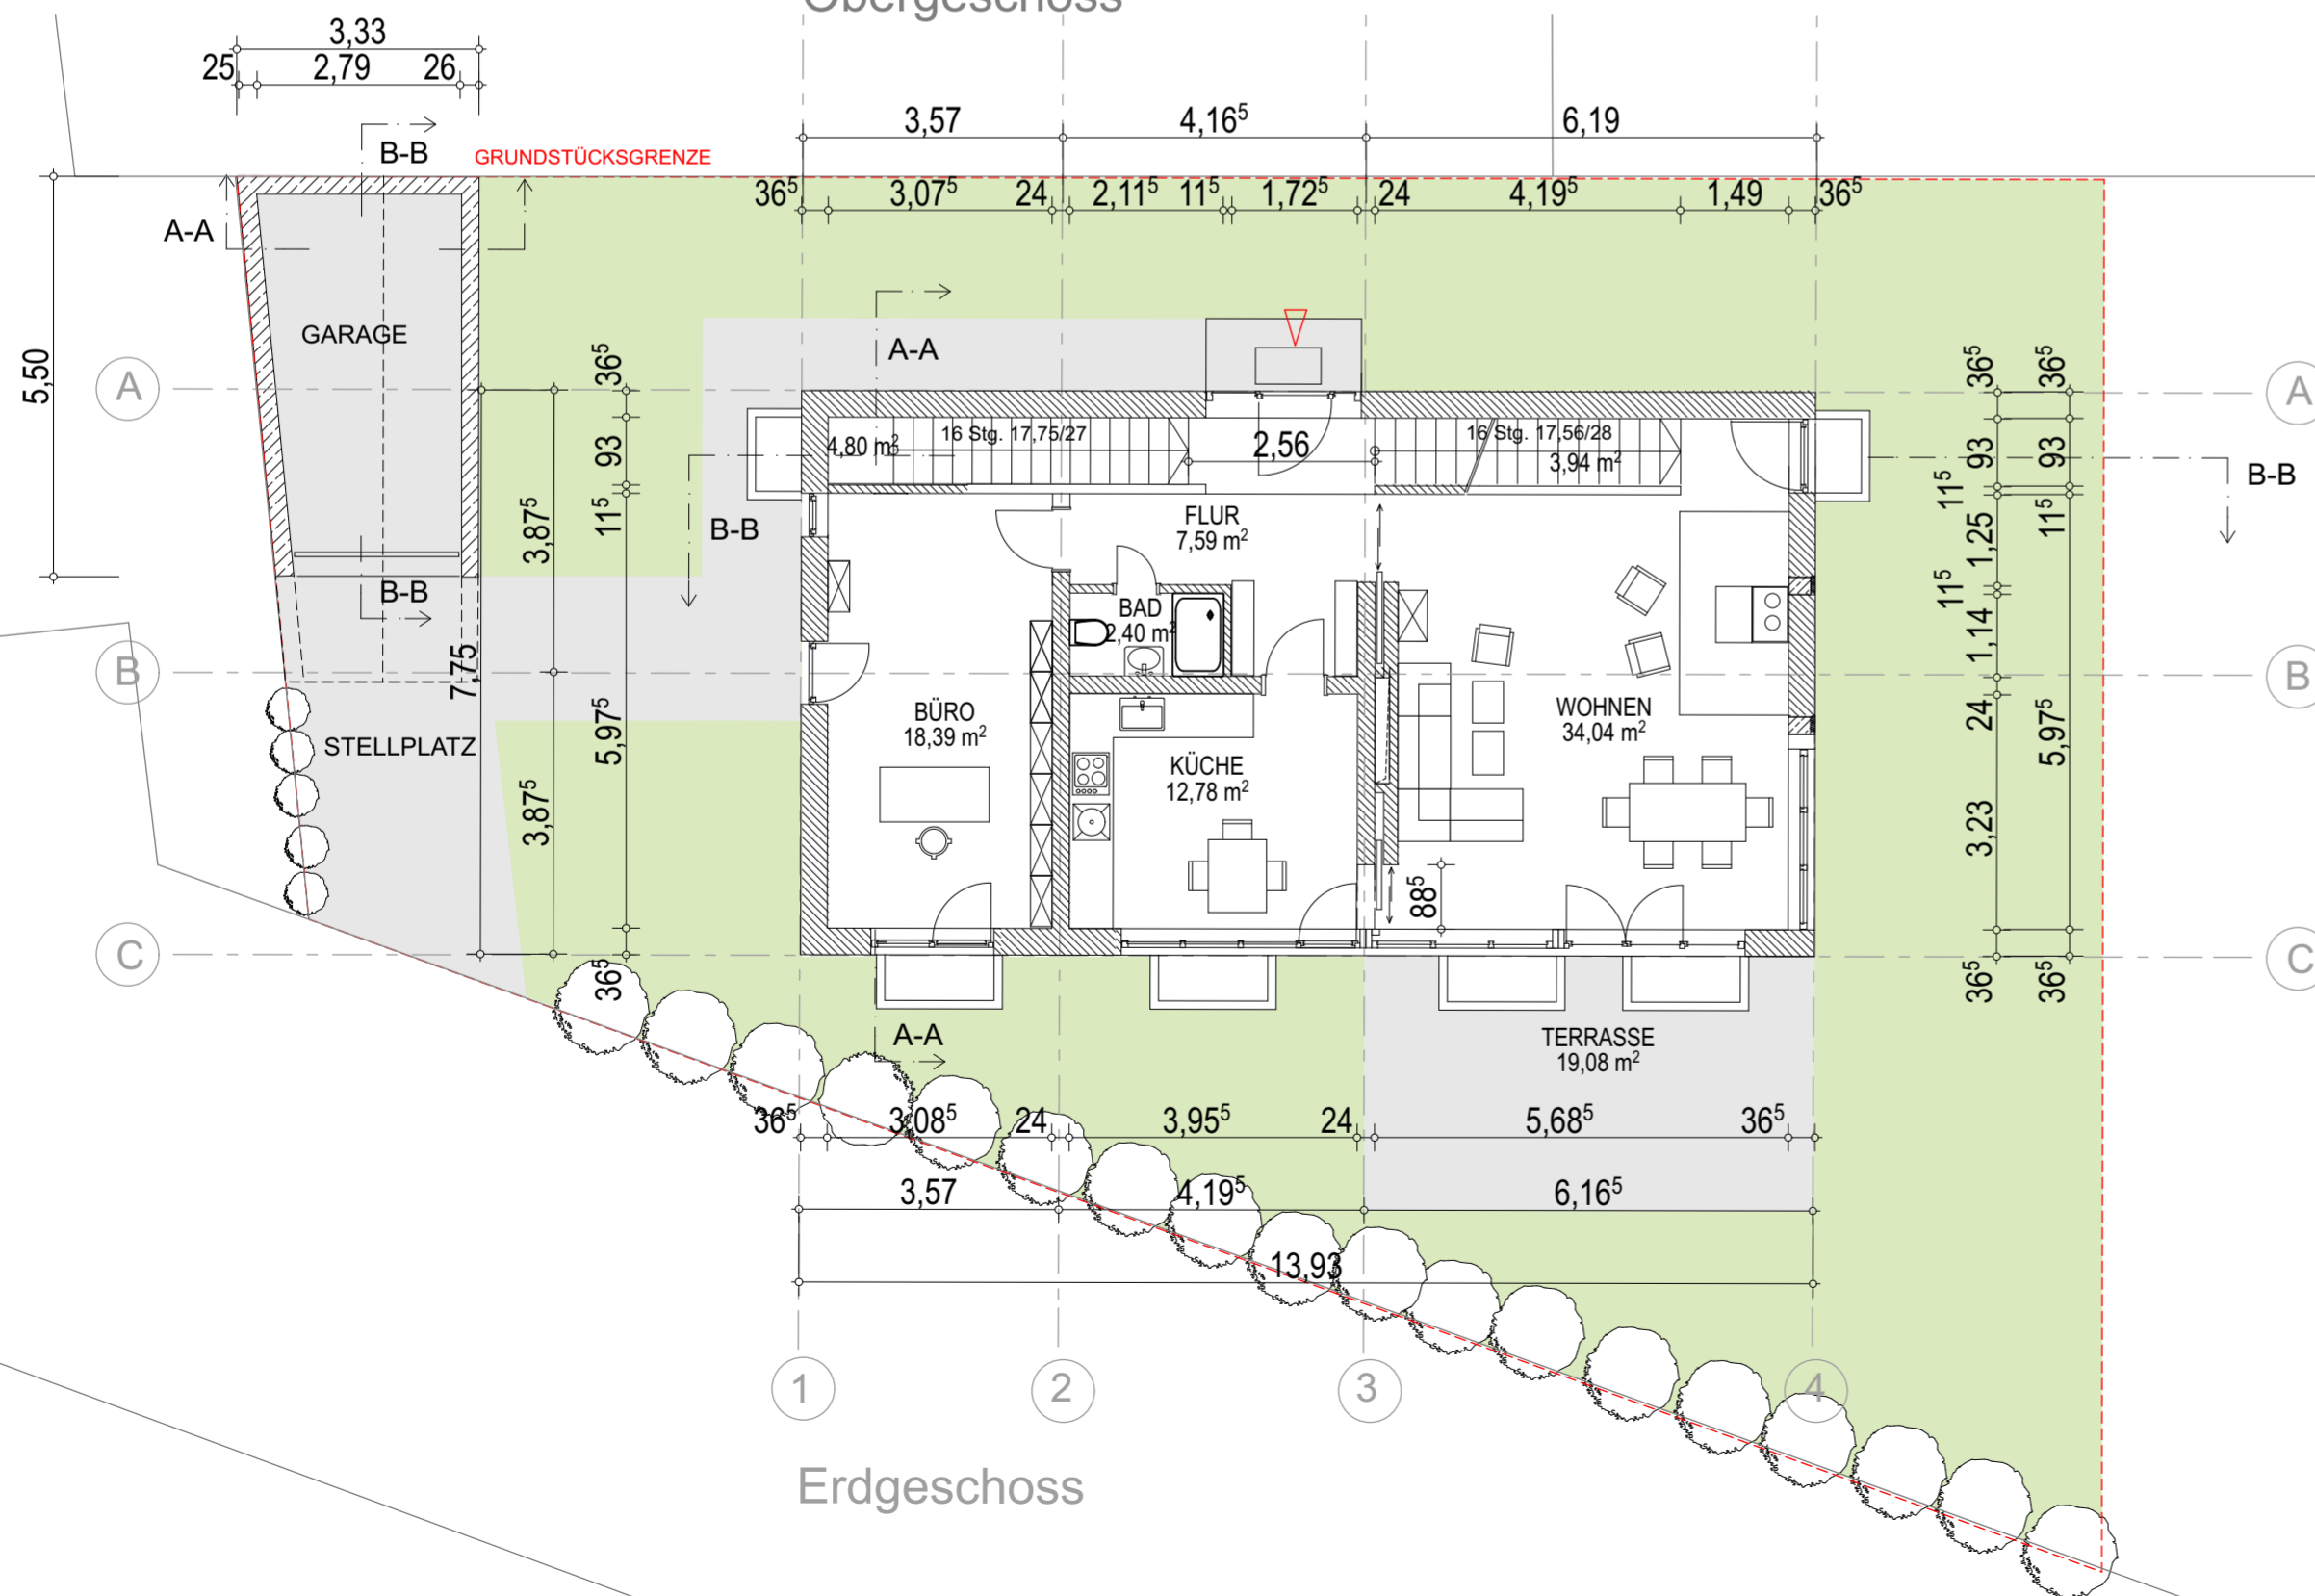 Obergeschoss
3,33
25 2,79 26
3,57 4,16⁵ 6,19
B-B
GRUNDSTÜCKSGRENZE
36⁵ 3,07⁵ 24 2,11⁵ 11⁵ 1,72⁵ 24 4,19⁵ 1,49 36⁵
A-A
GARAGE
5,50
A
A-A
A
36⁵
93
11⁵
5,97⁵
36⁵
3,87⁵
3,87⁵
7,75
4,80 m²
16 Stg. 17,75/27
2,56
16 Stg. 17,56/28
3,94 m²
B-B
B-B
B-B
FLUR
7,59 m²
BAD
2,40 m²
B
B
STELLPLATZ
BÜRO
18,39 m²
KÜCHE
12,78 m²
WOHNEN
34,04 m²
88⁵
36⁵
93
11⁵
1,25
11⁵
1,14
24
3,23
36⁵
36⁵
93
11⁵
5,97⁵
36⁵
C
C
A-A
TERRASSE
19,08 m²
36⁵ 3,08⁵ 24 3,95⁵ 24 5,68⁵ 36⁵
3,57 4,19⁵ 6,16⁵
13,93
1 2 3 4
Erdgeschoss